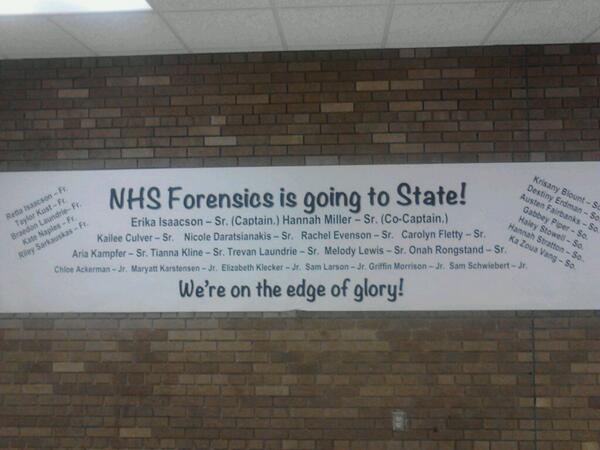 NHS Forensics is going to State!
Erika Isaacson – Sr. (Captain.) Hannah Miller – Sr. (Co-Captain.)
Kailee Culver – Sr. Nicole Daratsianakis – Sr. Rachel Evenson – Sr. Carolyn Fletty – Sr.
Aria Kampfer – Sr. Tianna Kline – Sr. Trevan Laundrie – Sr. Melody Lewis – Sr. Onah Rongstand – Sr.
Chloe Ackerman – Jr. Maryatt Karstensen – Jr. Elizabeth Klecker – Jr. Sam Larson – Jr. Griffin Morrison – Jr. Sam Schwiebert – Jr.
We're on the edge of glory!
Retta Isaacson – Fr.
Taylor Kust – Fr.
Braedan Laundrie – Fr.
Kate Naples – Fr.
Riley Sarkauskas – Fr.
Krisany Blount – So.
Destiny Erdman – So.
Austen Fairbanks – So.
Gabbey Piper – So.
Haley Stowell – So.
Hannah Stratton – So.
Ka Zoua Vang – So.